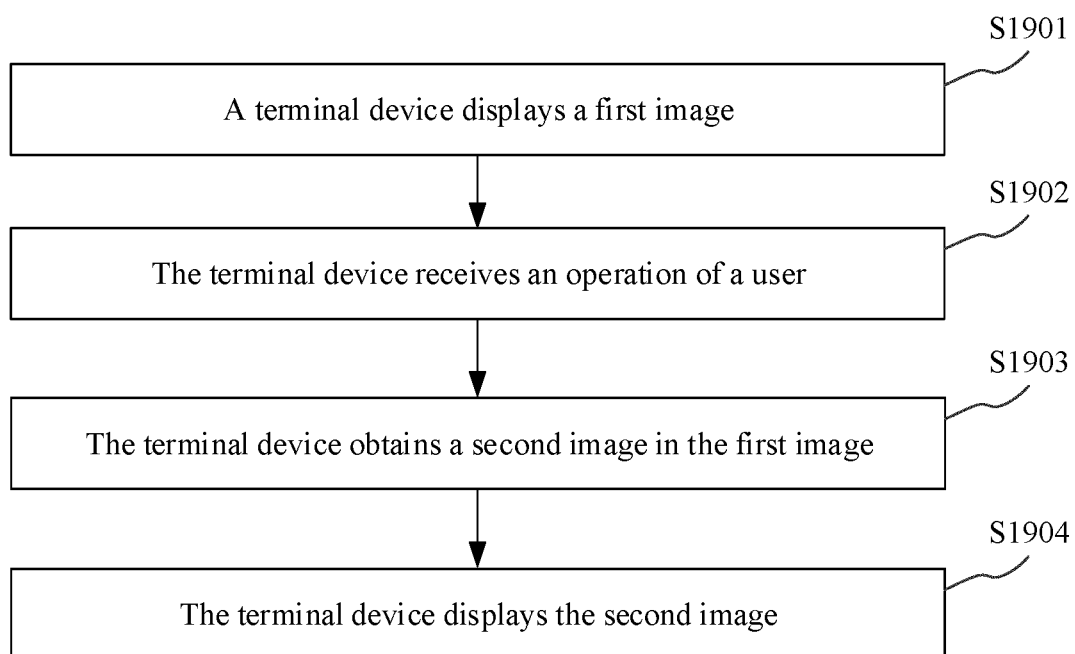 S1901
A terminal device displays a first image
S1902
The terminal device receives an operation of a user
S1903
The terminal device obtains a second image in the first image
S1904
The terminal device displays the second image